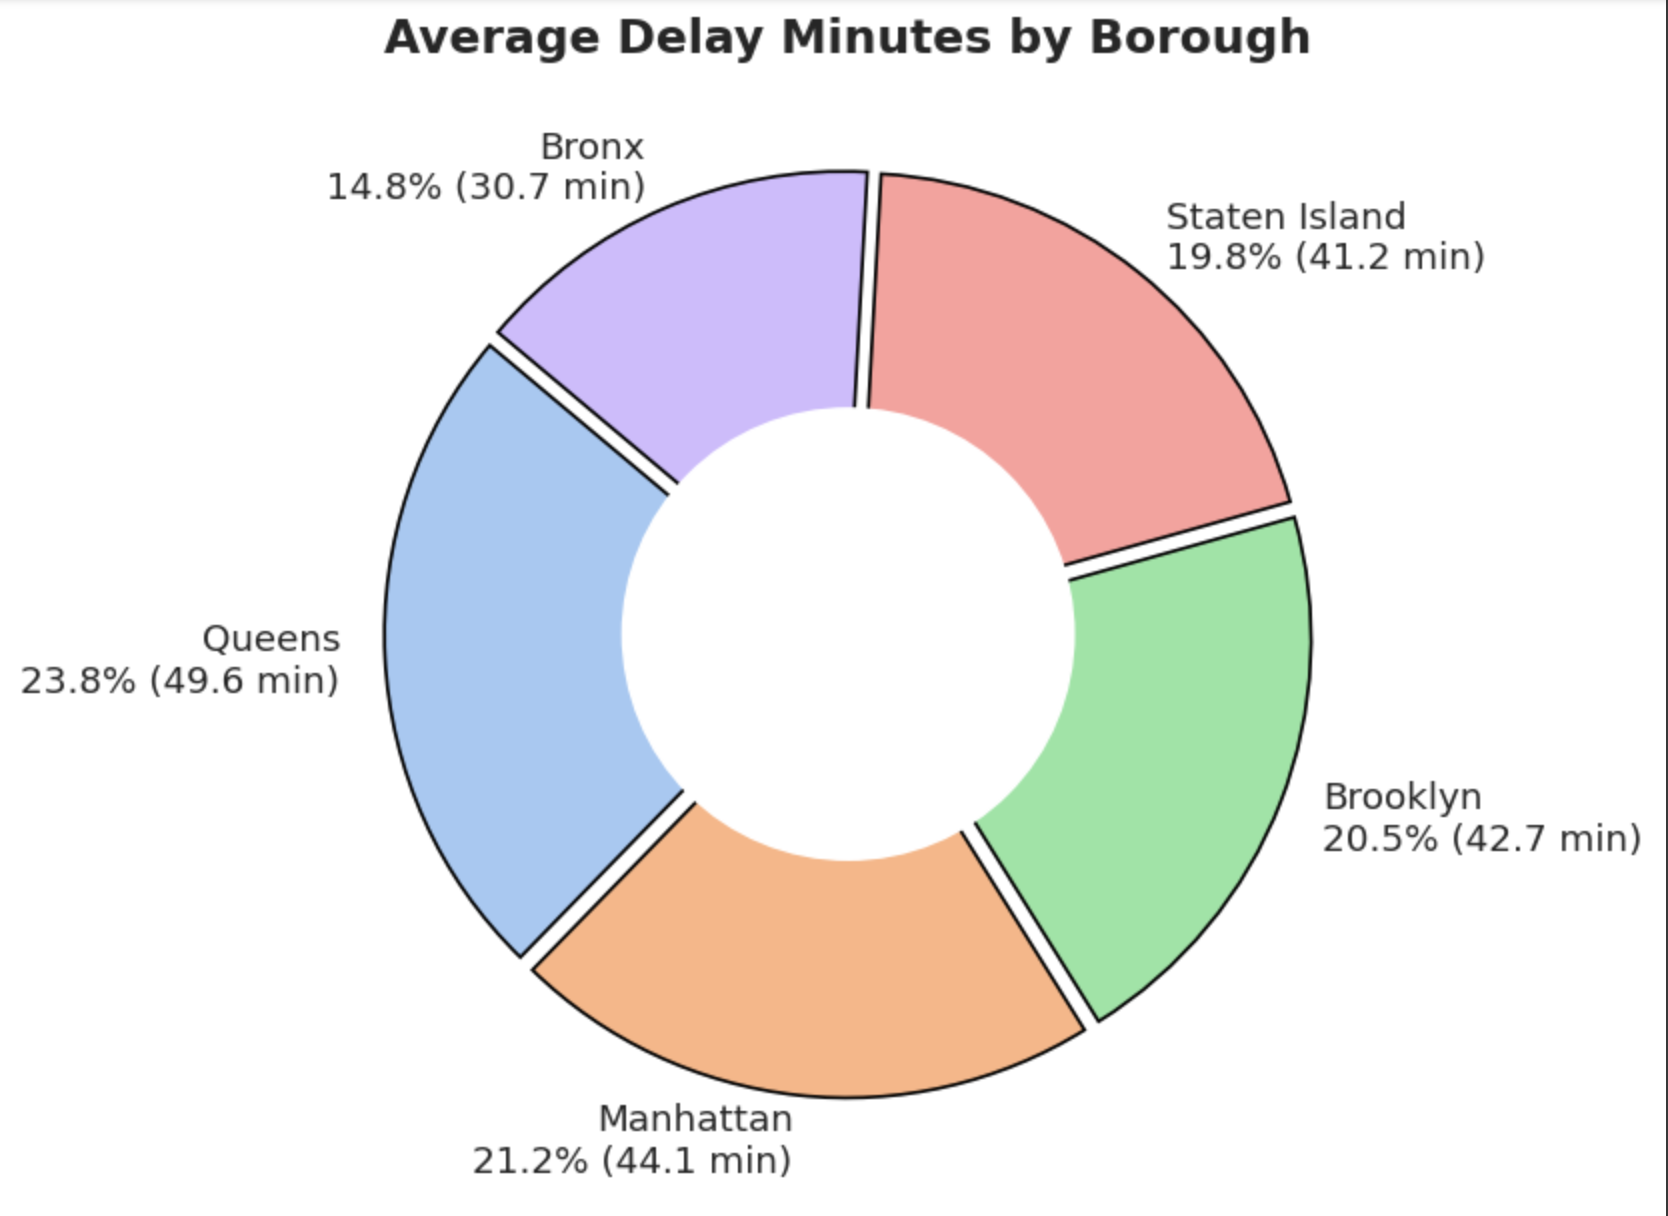 Average Delay Minutes by Borough
Bronx
14.8% (30.7 min)
Staten Island
19.8% (41.2 min)
Queens
23.8% (49.6 min)
Brooklyn
20.5% (42.7 min)
Manhattan
21.2% (44.1 min)